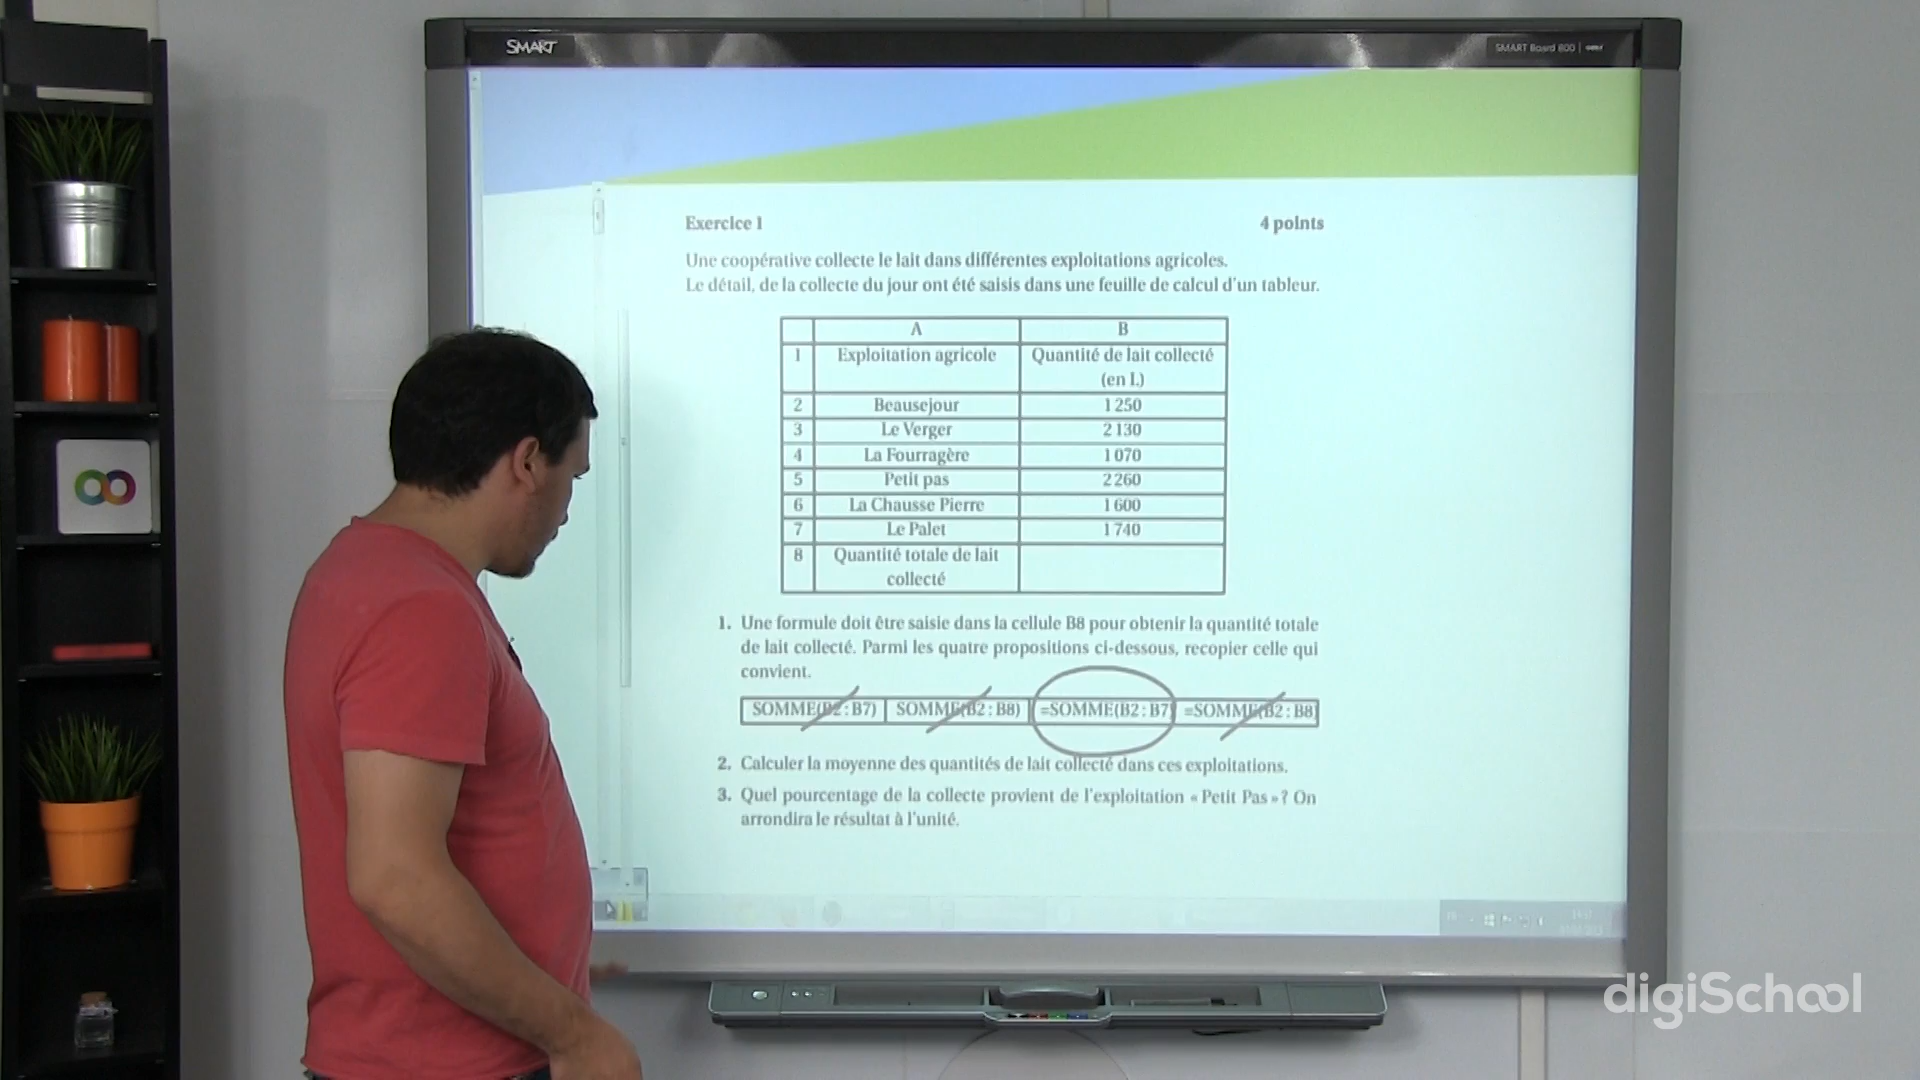 SMART
SMART Board 800
Exercice 1 4 points
Une coopérative collecte le lait dans différentes exploitations agricoles.
Le détail, de la collecte du jour ont été saisis dans une feuille de calcul d'un tableur.
A B
1 Exploitation agricole Quantité de lait collecté
(en L)
2 Beausejour 1 250
3 Le Verger 2 130
4 La Fourragère 1 070
5 Petit pas 2 260
6 La Chausse Pierre 1 600
7 Le Palet 1 740
8 Quantité totale de lait
collecté
1. Une formule doit être saisie dans la cellule B8 pour obtenir la quantité totale
de lait collecté. Parmi les quatre propositions ci-dessous, recopier celle qui
convient.
SOMME(B2 : B7) SOMME(B2 : B8) =SOMME(B2 : B7) =SOMME(B2 : B8)
2. Calculer la moyenne des quantités de lait collecté dans ces exploitations.
3. Quel pourcentage de la collecte provient de l'exploitation « Petit Pas » ? On
arrondira le résultat à l'unité.
digiSchool